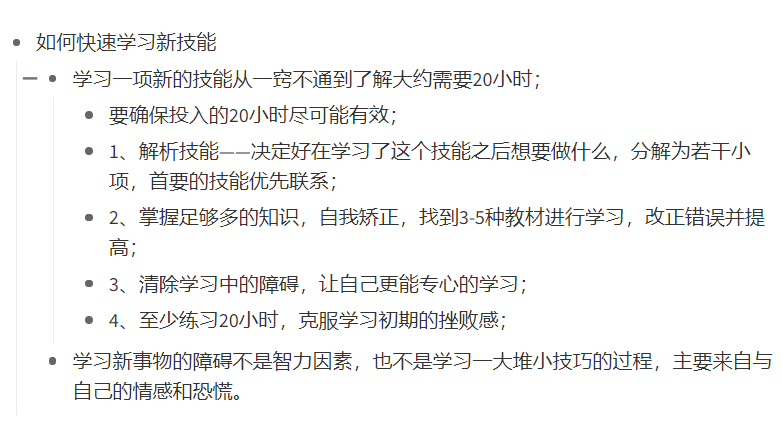 如何快速学习新技能
学习一项新的技能从一窍不通到了解大约需要20小时；
要确保投入的20小时尽可能有效；
1、解析技能——决定好在学习了这个技能之后想要做什么，分解为若干小
项，首要的技能优先联系；
2、掌握足够多的知识，自我矫正，找到3-5种教材进行学习，改正错误并提
高；
3、清除学习中的障碍，让自己更能专心的学习；
4、至少练习20小时，克服学习初期的挫败感；
学习新事物的障碍不是智力因素，也不是学习一大堆小技巧的过程，主要来自与
自己的情感和恐慌。